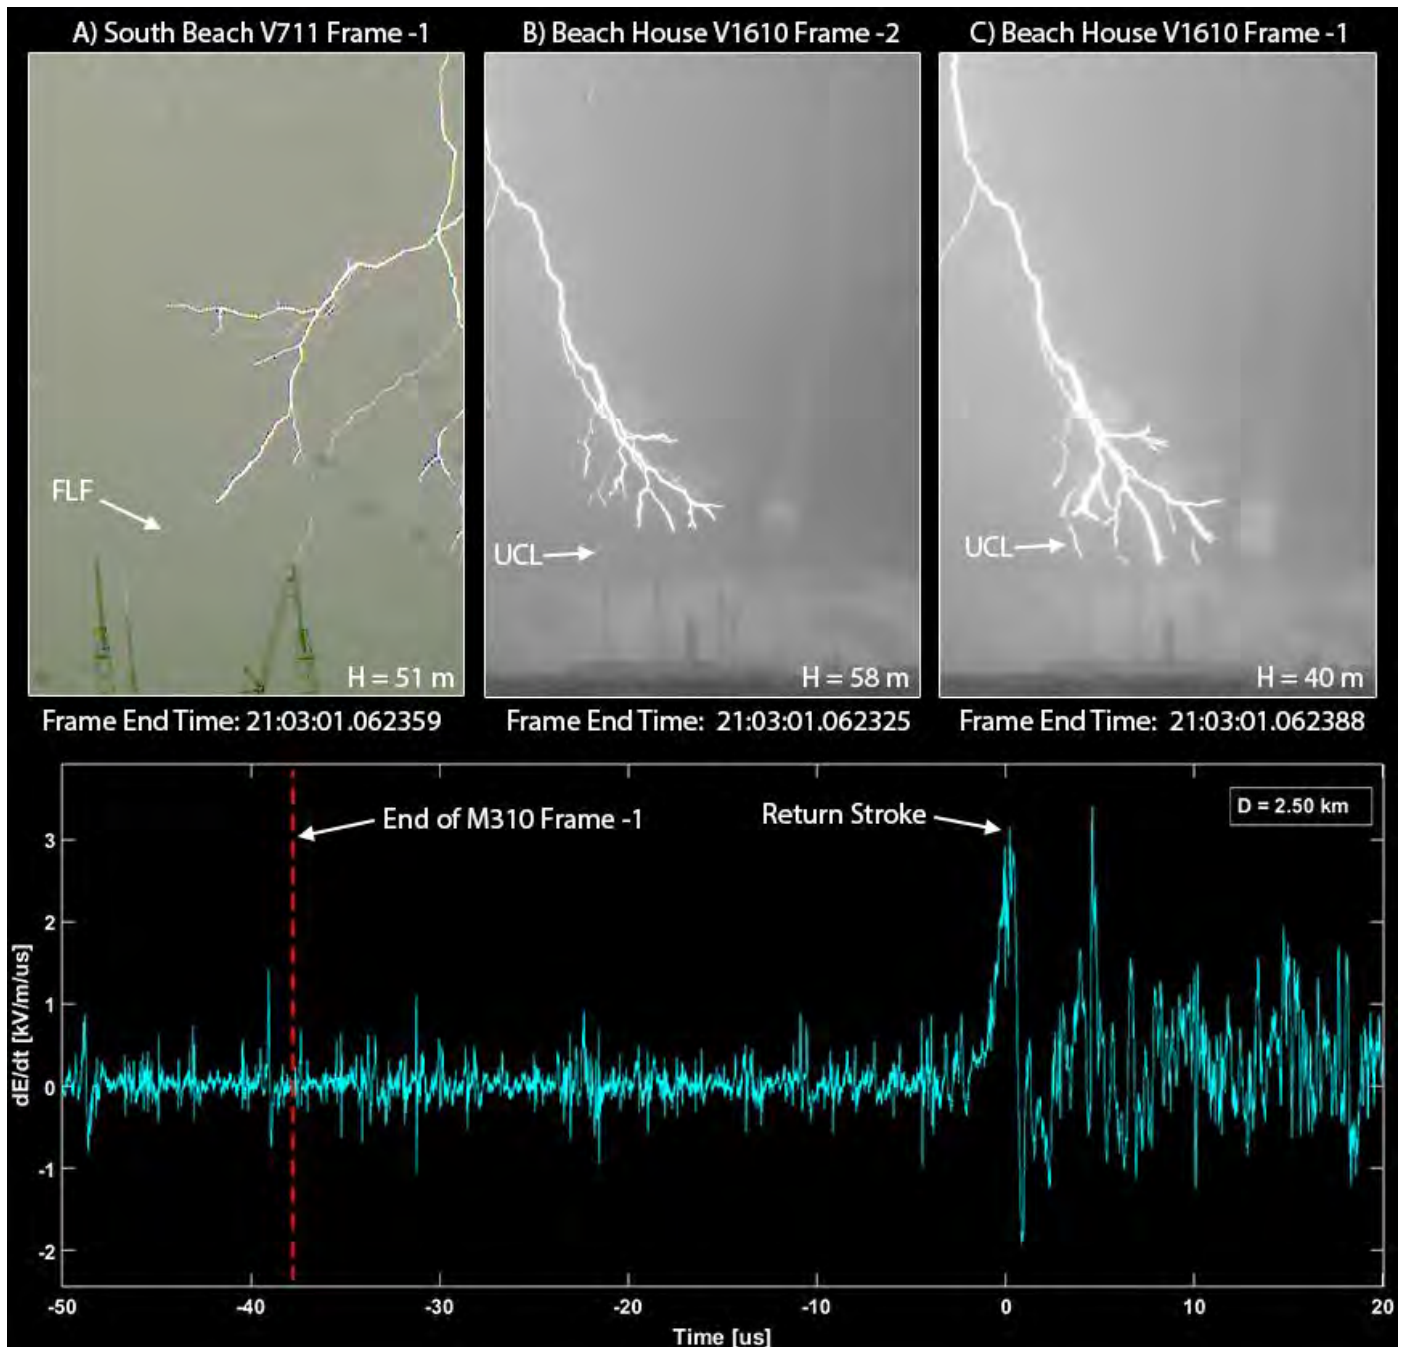 A) South Beach V711 Frame -1
B) Beach House V1610 Frame -2
C) Beach House V1610 Frame -1
FLF
UCL
UCL
H = 51 m
H = 58 m
H = 40 m
Frame End Time: 21:03:01.062359
Frame End Time: 21:03:01.062325
Frame End Time: 21:03:01.062388
End of M310 Frame -1
Return Stroke
D = 2.50 km
3
2
1
0
-1
-2
dE/dt [kV/m/us]
-50
-40
-30
-20
-10
0
10
20
Time [us]